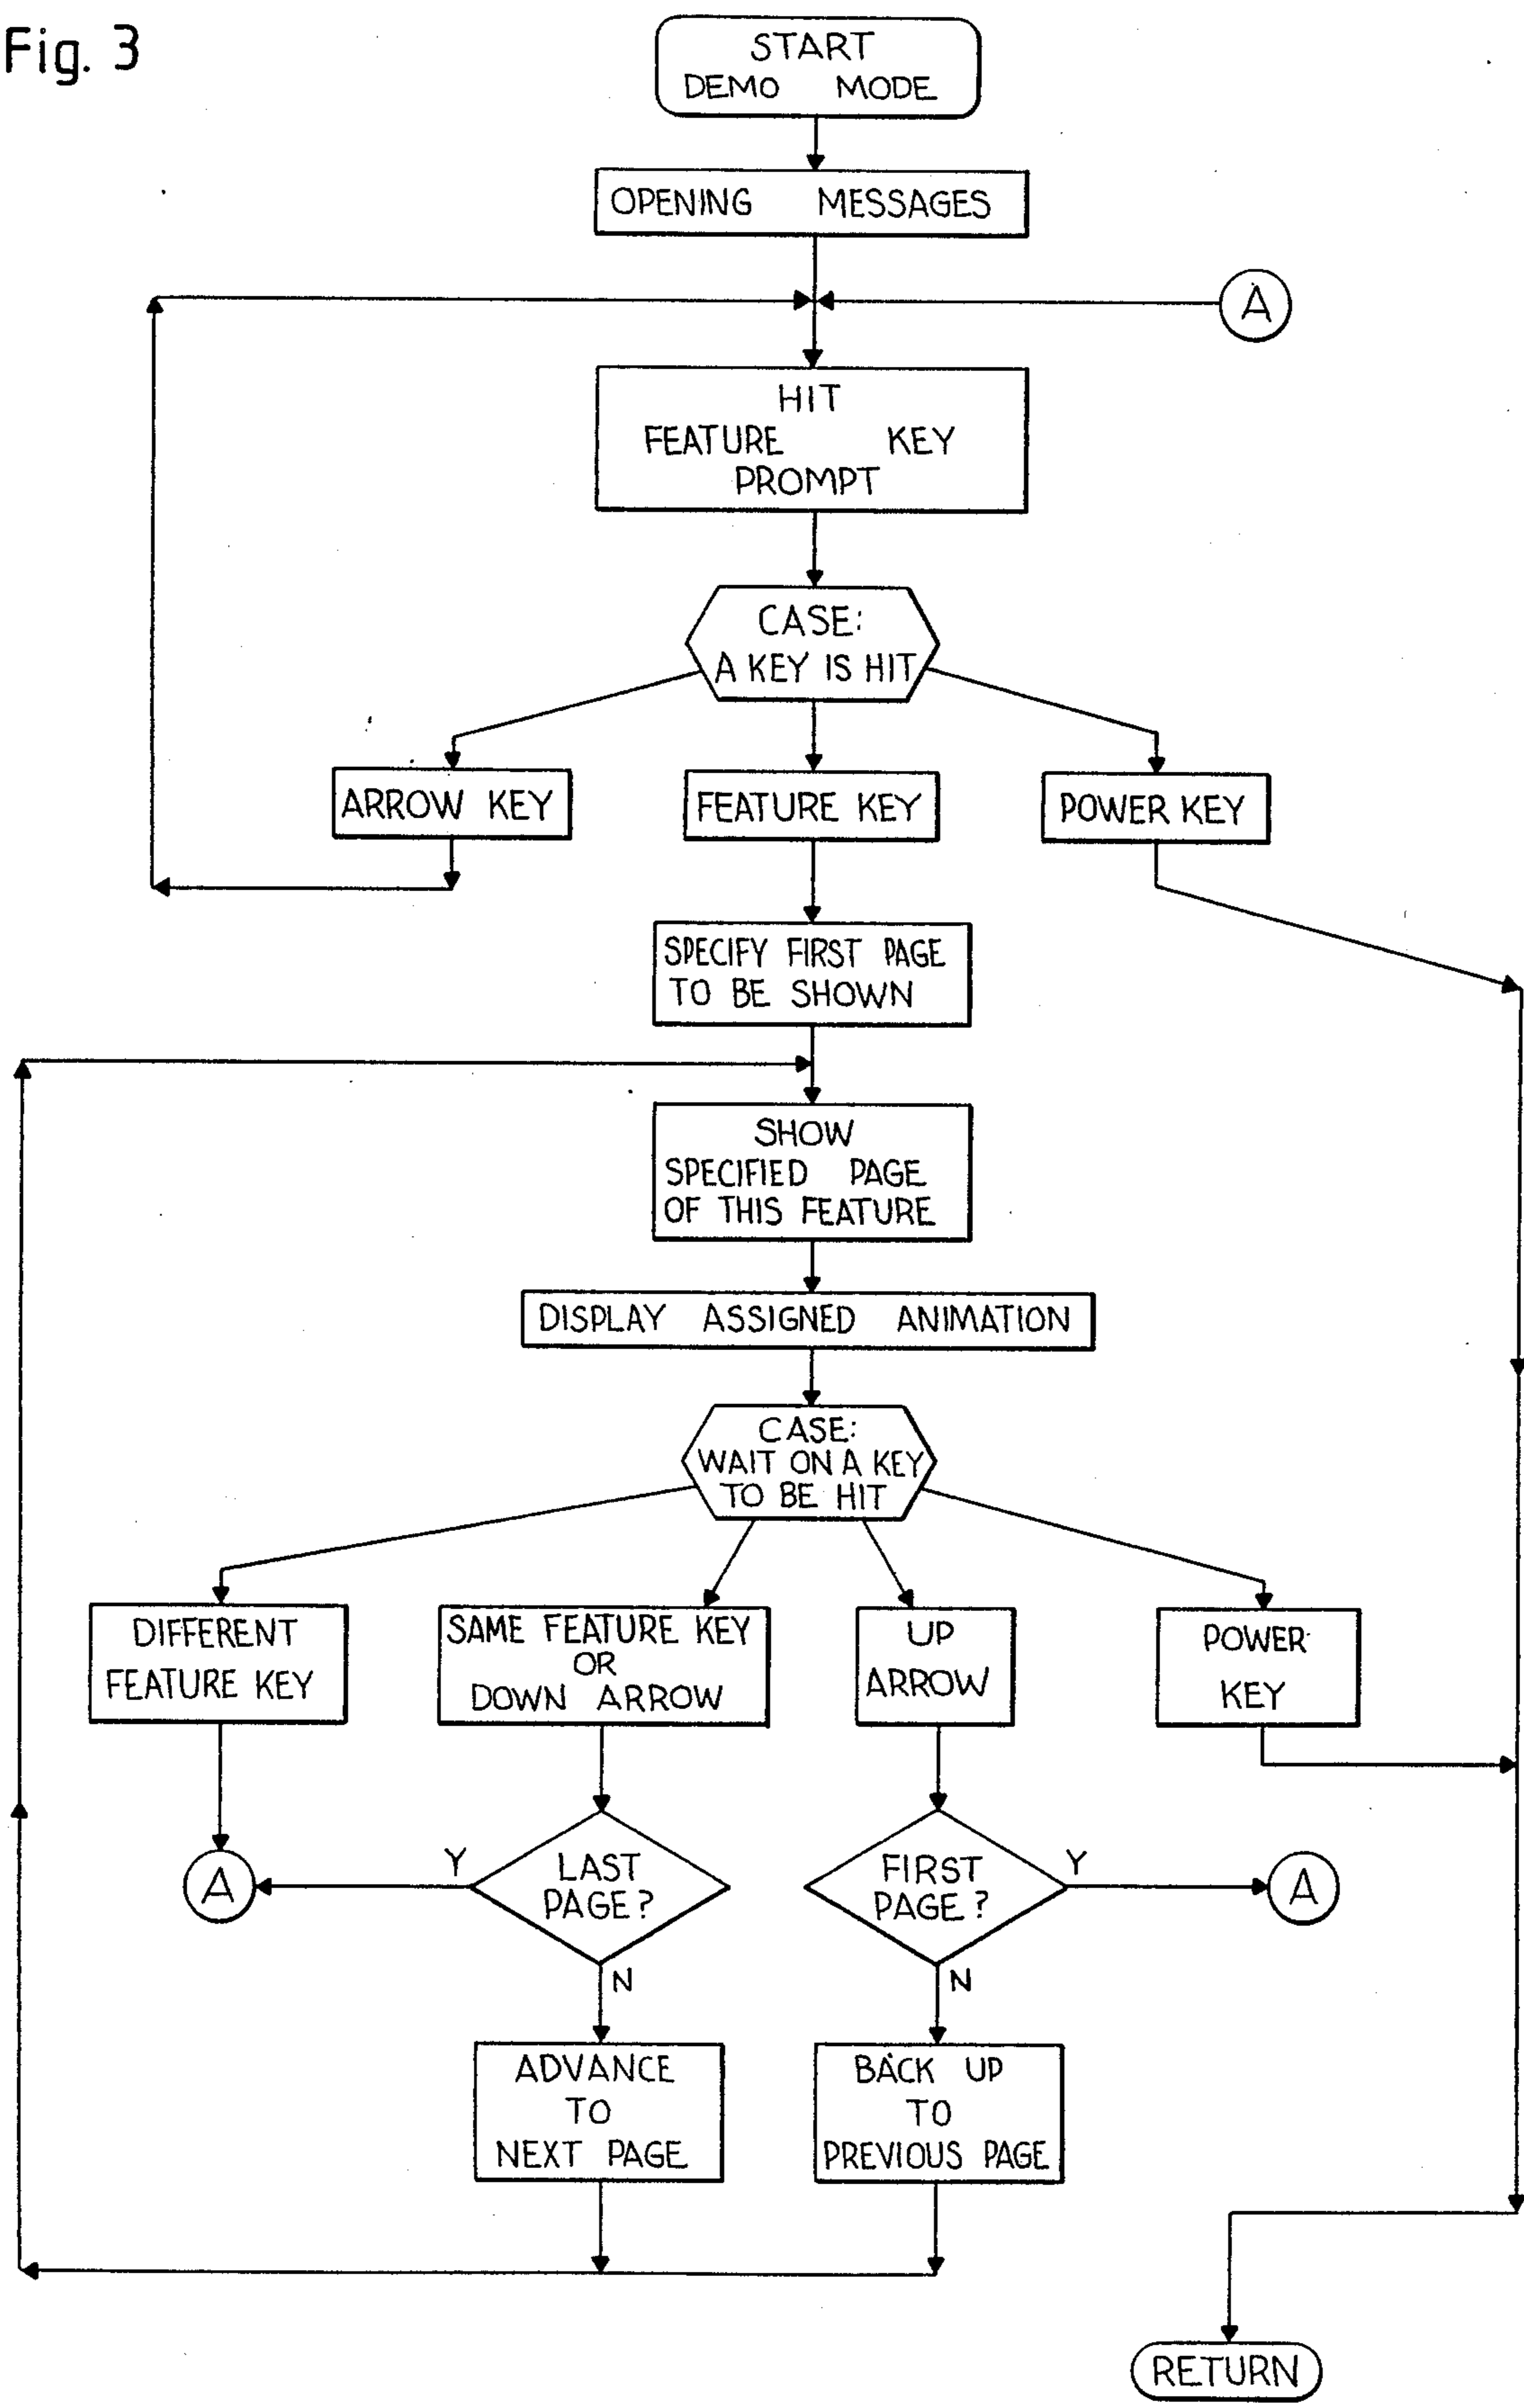 Fig. 3
START
DEMO MODE
OPENING MESSAGES
A
HIT
FEATURE KEY
PROMPT
CASE:
A KEY IS HIT
ARROW KEY
FEATURE KEY
POWER KEY
SPECIFY FIRST PAGE
TO BE SHOWN
SHOW
SPECIFIED PAGE
OF THIS FEATURE
DISPLAY ASSIGNED ANIMATION
CASE:
WAIT ON A KEY
TO BE HIT
DIFFERENT
FEATURE KEY
SAME FEATURE KEY
OR
DOWN ARROW
UP
ARROW
POWER
KEY
A
Y
LAST
PAGE?
N
FIRST
PAGE?
Y
N
A
ADVANCE
TO
NEXT PAGE
BACK UP
TO
PREVIOUS PAGE
RETURN